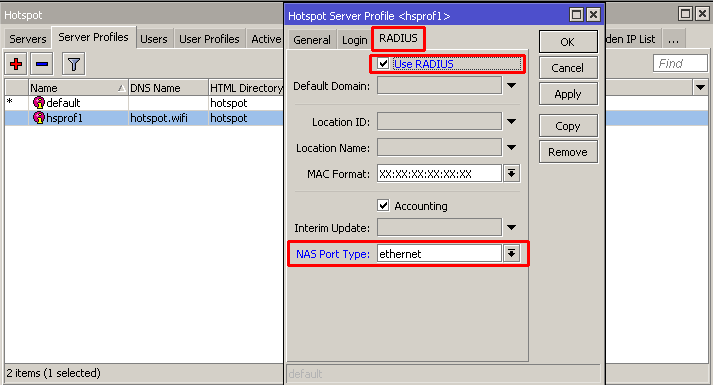 Hotspot
Servers Server Profiles Users User Profiles Active
Name DNS Name HTML Directory
* default hotspot
hsprof1 hotspot.wifi hotspot
2 items (1 selected)
Hotspot Server Profile <hsprof1>
General Login RADIUS
Use RADIUS
Default Domain:
Location ID:
Location Name:
MAC Format: XX:XX:XX:XX:XX:XX
Accounting
Interim Update:
NAS Port Type: ethernet
default
OK
Cancel
Apply
Copy
Remove
den IP List ...
Find